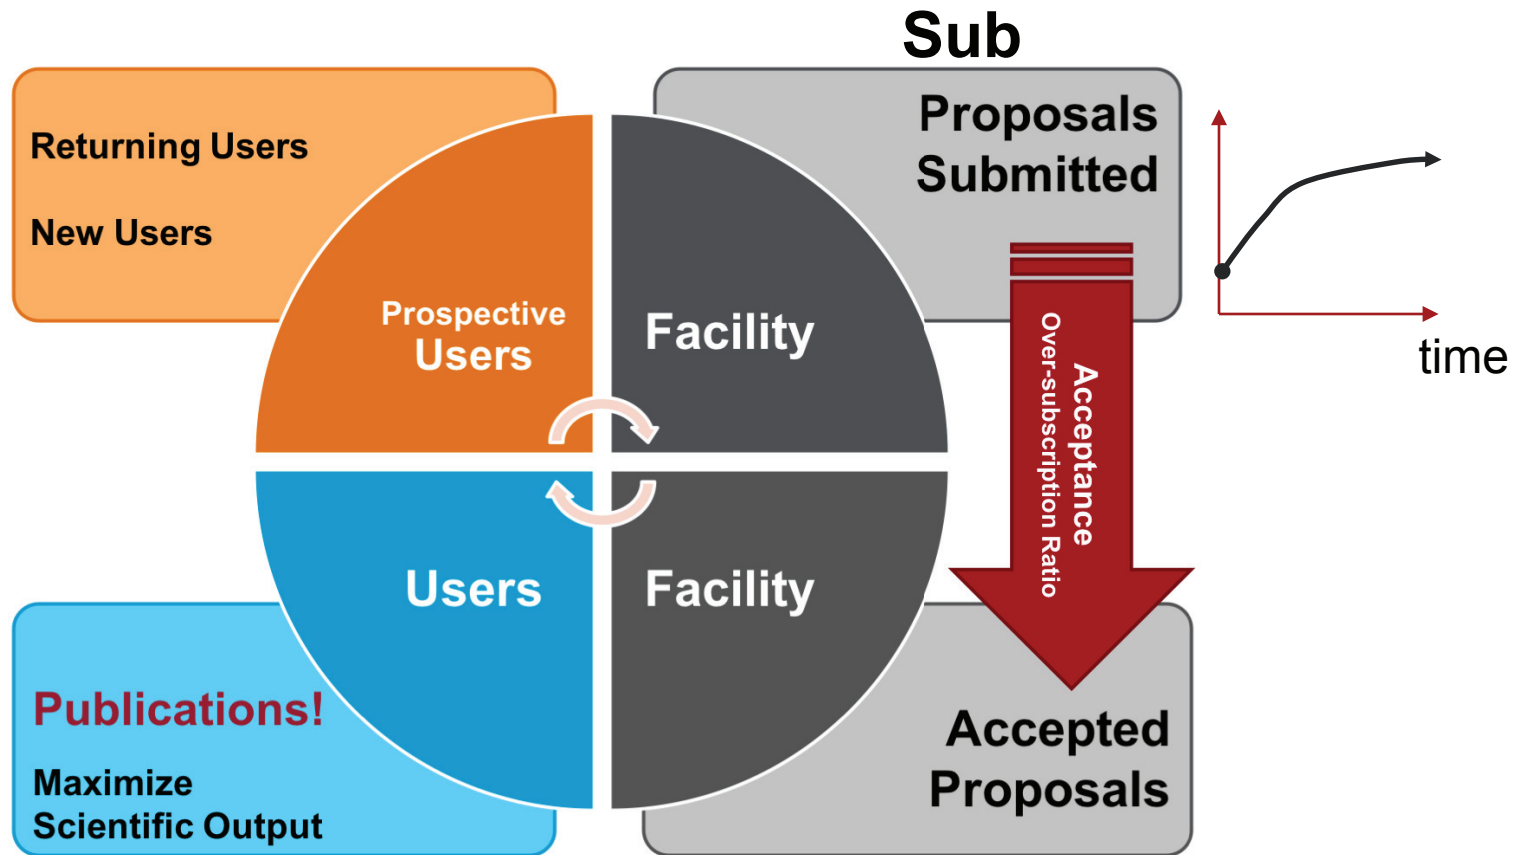 Sub
Returning Users
New Users
Proposals
Submitted
time
Prospective
Users
Facility
Acceptance
Over-subscription Ratio
Users
Facility
Publications!
Maximize
Scientific Output
Accepted
Proposals